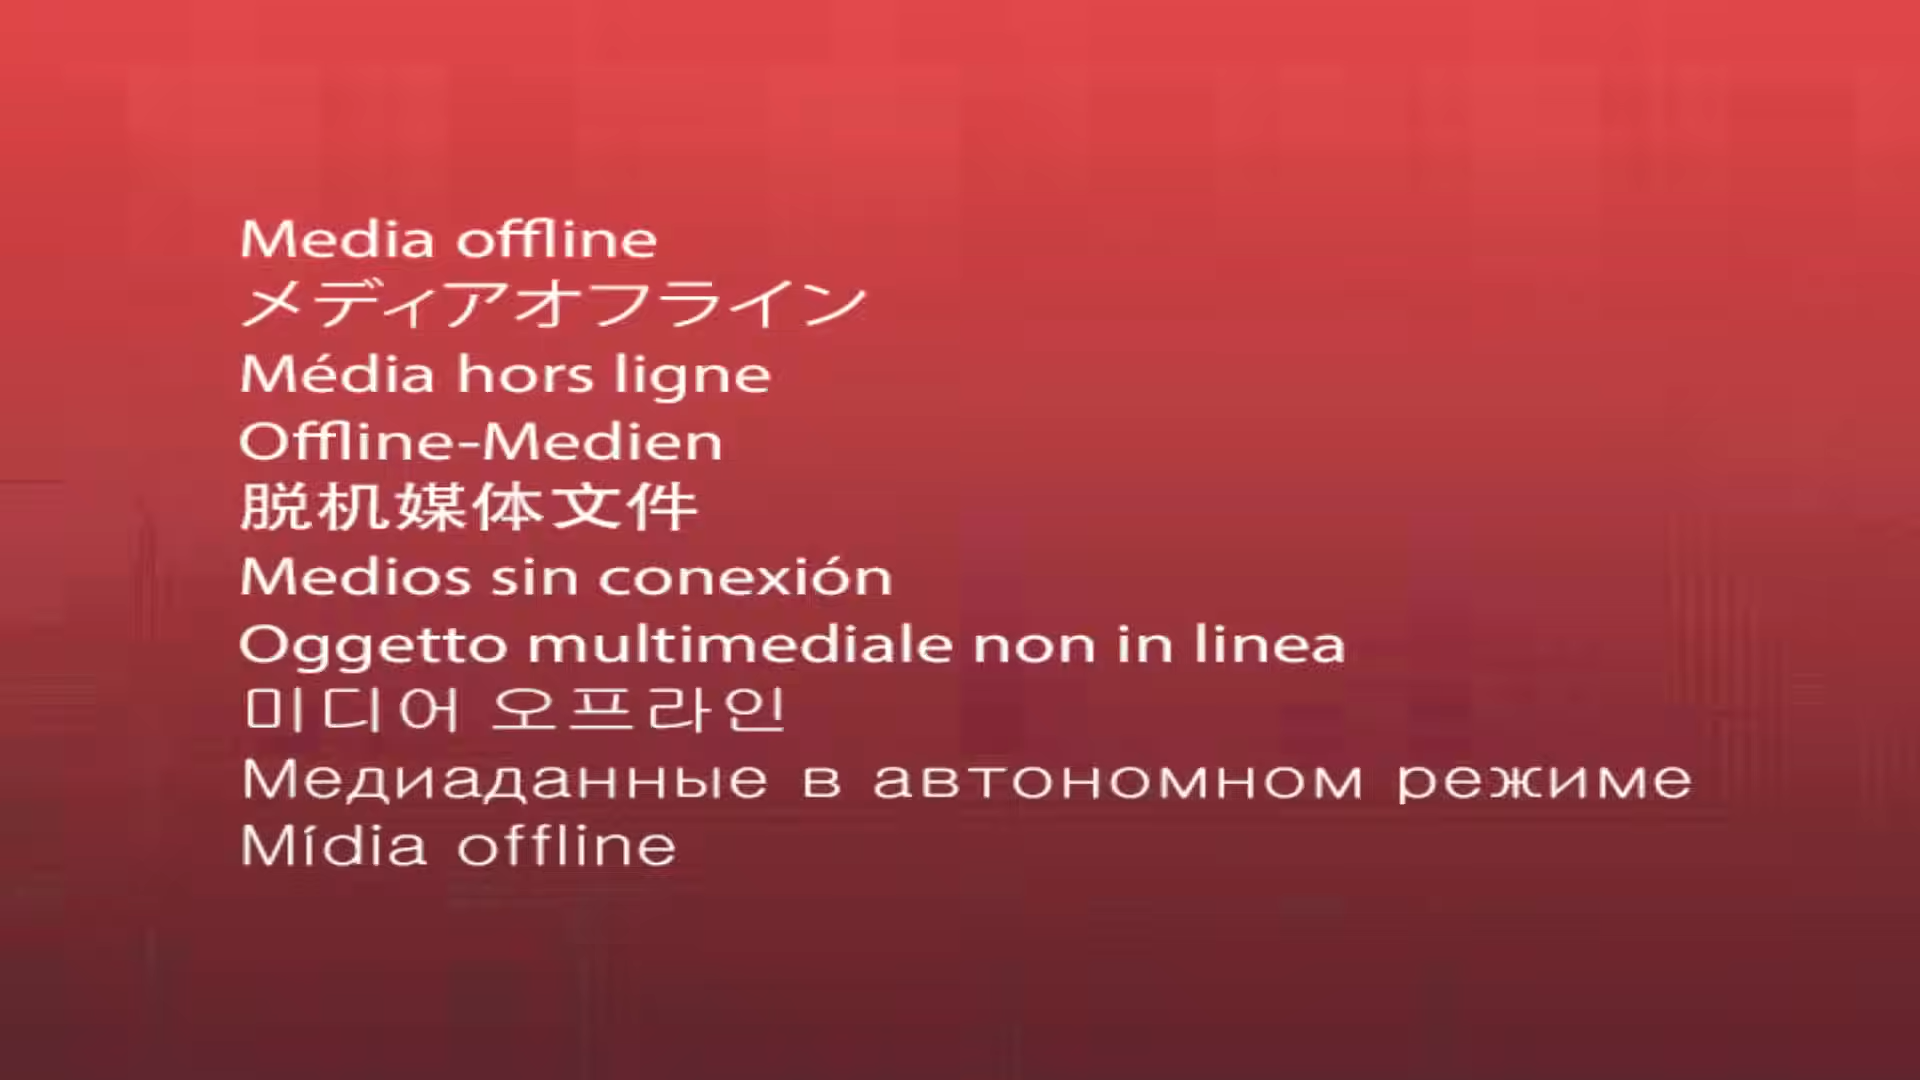 Media offline
メディアオフライン
Média hors ligne
Offline-Medien
脱机媒体文件
Medios sin conexión
Oggetto multimediale non in linea
미디어 오프라인
Медиаданные в автономном режиме
Mídia offline